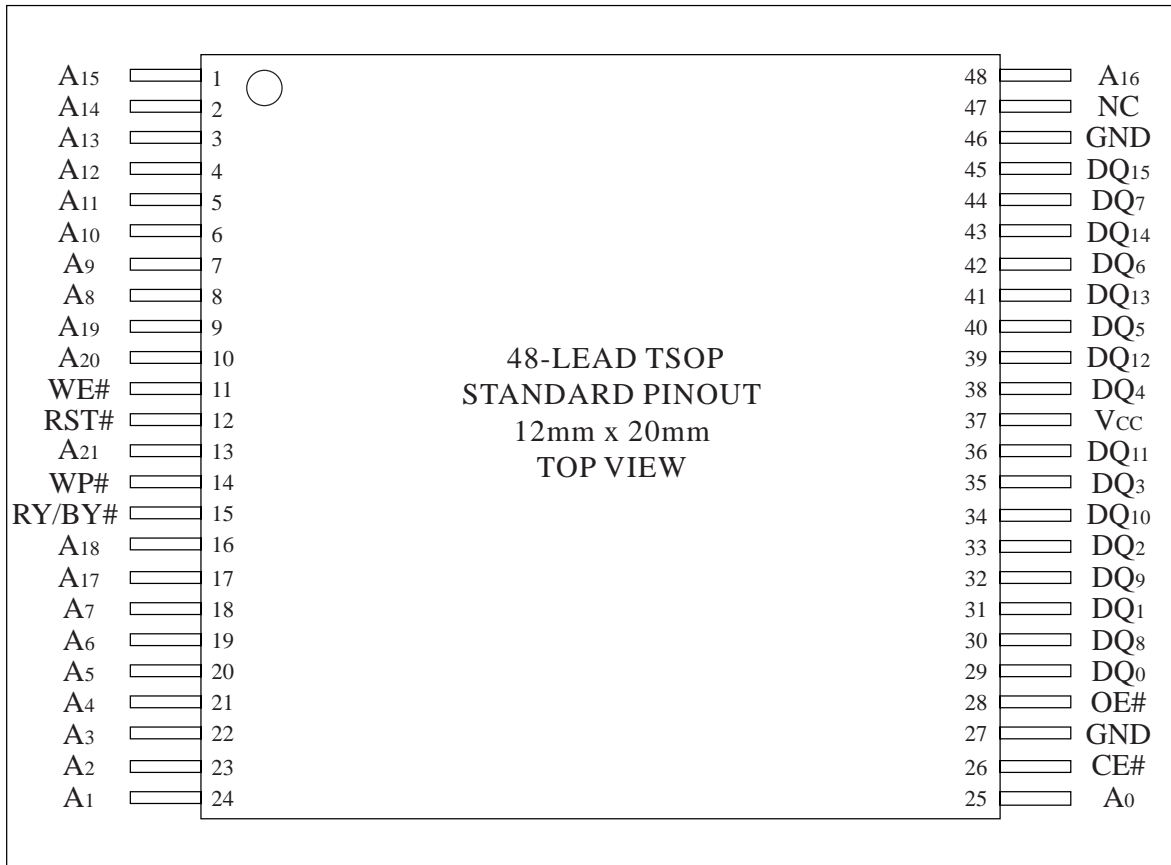 A15 1 48 A16
A14 2 47 NC
A13 3 46 GND
A12 4 45 DQ15
A11 5 44 DQ7
A10 6 43 DQ14
A9 7 42 DQ6
A8 8 41 DQ13
A19 9 40 DQ5
A20 10 39 DQ12
WE# 11 38 DQ4
RST# 12 37 VCC
A21 13 36 DQ11
WP# 14 35 DQ3
RY/BY# 15 34 DQ10
A18 16 33 DQ2
A17 17 32 DQ9
A7 18 31 DQ1
A6 19 30 DQ8
A5 20 29 DQ0
A4 21 28 OE#
A3 22 27 GND
A2 23 26 CE#
A1 24 25 A0
48-LEAD TSOP
STANDARD PINOUT
12mm x 20mm
TOP VIEW